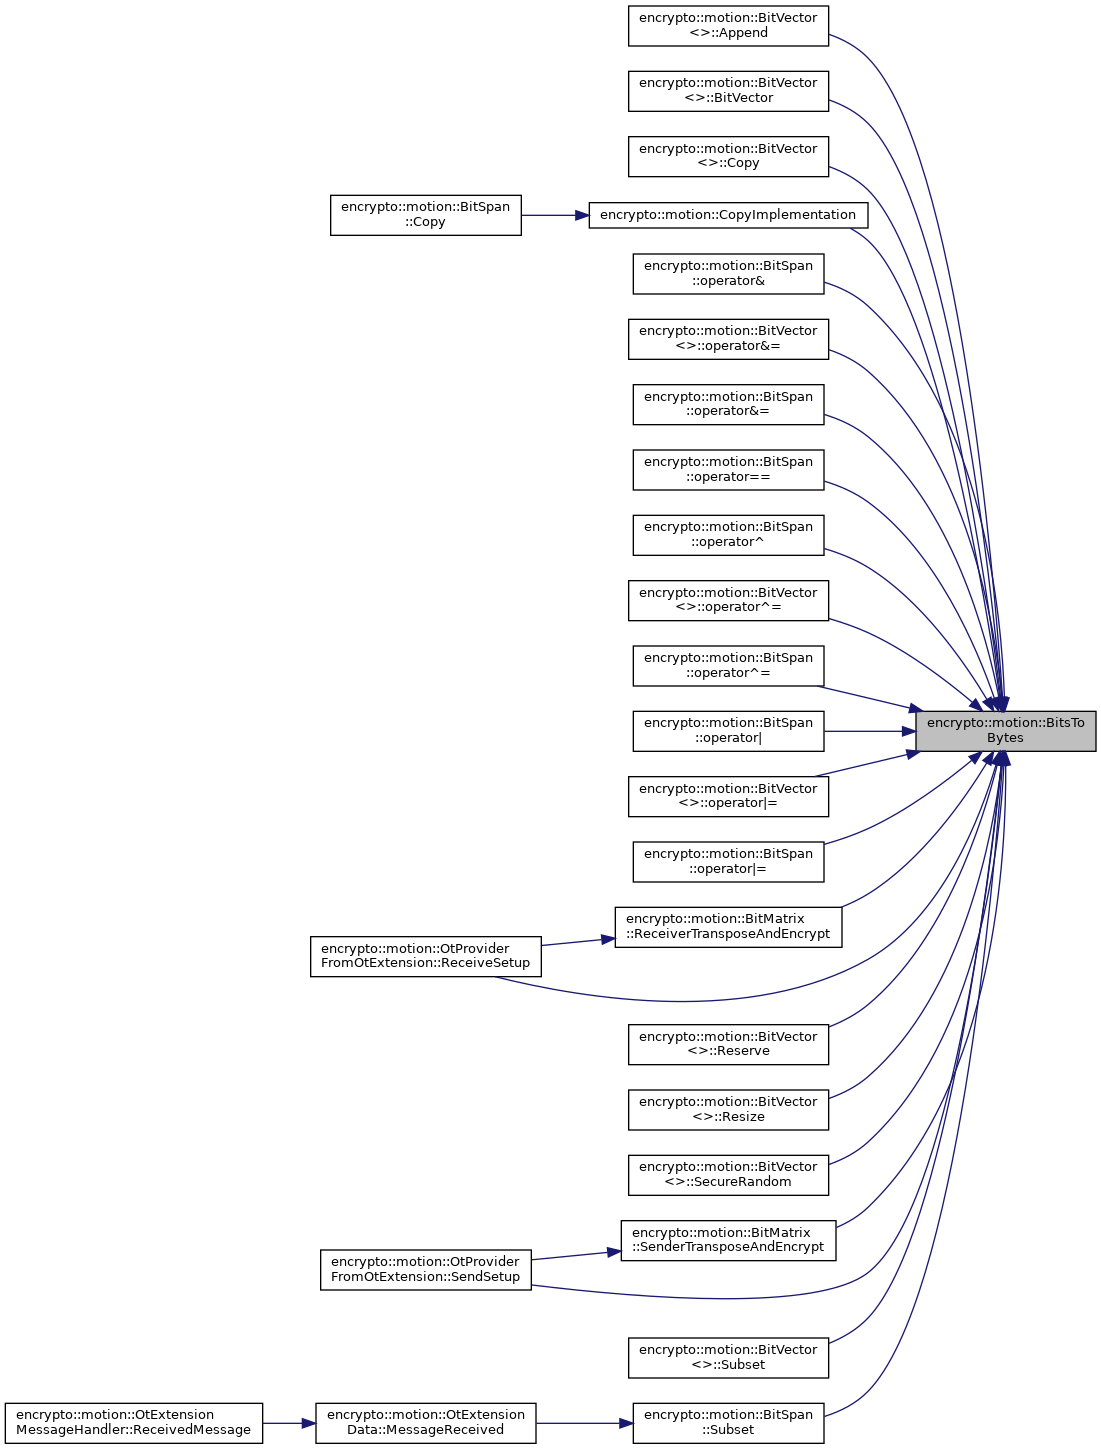 encrypto::motion::BitVector
<>::Append
encrypto::motion::BitVector
<>::BitVector
encrypto::motion::BitVector
<>::Copy
encrypto::motion::BitSpan
::Copy
encrypto::motion::CopyImplementation
encrypto::motion::BitSpan
::operator&
encrypto::motion::BitVector
<>::operator&=
encrypto::motion::BitSpan
::operator&=
encrypto::motion::BitSpan
::operator==
encrypto::motion::BitSpan
::operator^
encrypto::motion::BitVector
<>::operator^=
encrypto::motion::BitSpan
::operator^=
encrypto::motion::BitsTo
Bytes
encrypto::motion::BitSpan
::operator|
encrypto::motion::BitVector
<>::operator|=
encrypto::motion::BitSpan
::operator|=
encrypto::motion::BitMatrix
::ReceiverTransposeAndEncrypt
encrypto::motion::OtProvider
FromOtExtension::ReceiveSetup
encrypto::motion::BitVector
<>::Reserve
encrypto::motion::BitVector
<>::Resize
encrypto::motion::BitVector
<>::SecureRandom
encrypto::motion::BitMatrix
::SenderTransposeAndEncrypt
encrypto::motion::OtProvider
FromOtExtension::SendSetup
encrypto::motion::BitVector
<>::Subset
encrypto::motion::OtExtension
MessageHandler::ReceivedMessage
encrypto::motion::OtExtension
Data::MessageReceived
encrypto::motion::BitSpan
::Subset